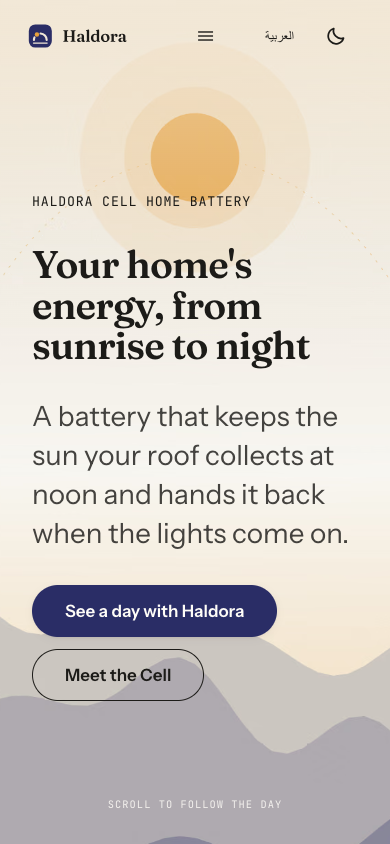 Haldora
العربية
HALDORA CELL HOME BATTERY
Your home's
energy, from
sunrise to night
A battery that keeps the
sun your roof collects at
noon and hands it back
when the lights come on.
See a day with Haldora
Meet the Cell
SCROLL TO FOLLOW THE DAY